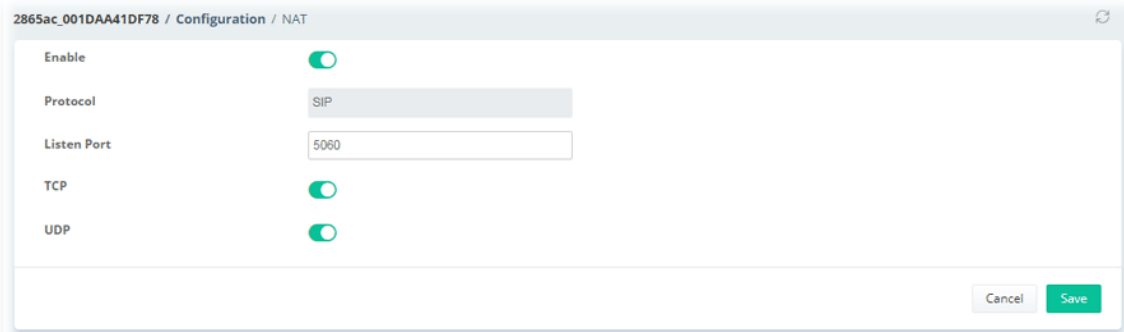 2865ac_001DAA41DF78 / Configuration / NAT
Enable
Protocol SIP
Listen Port 5060
TCP
UDP
Cancel Save